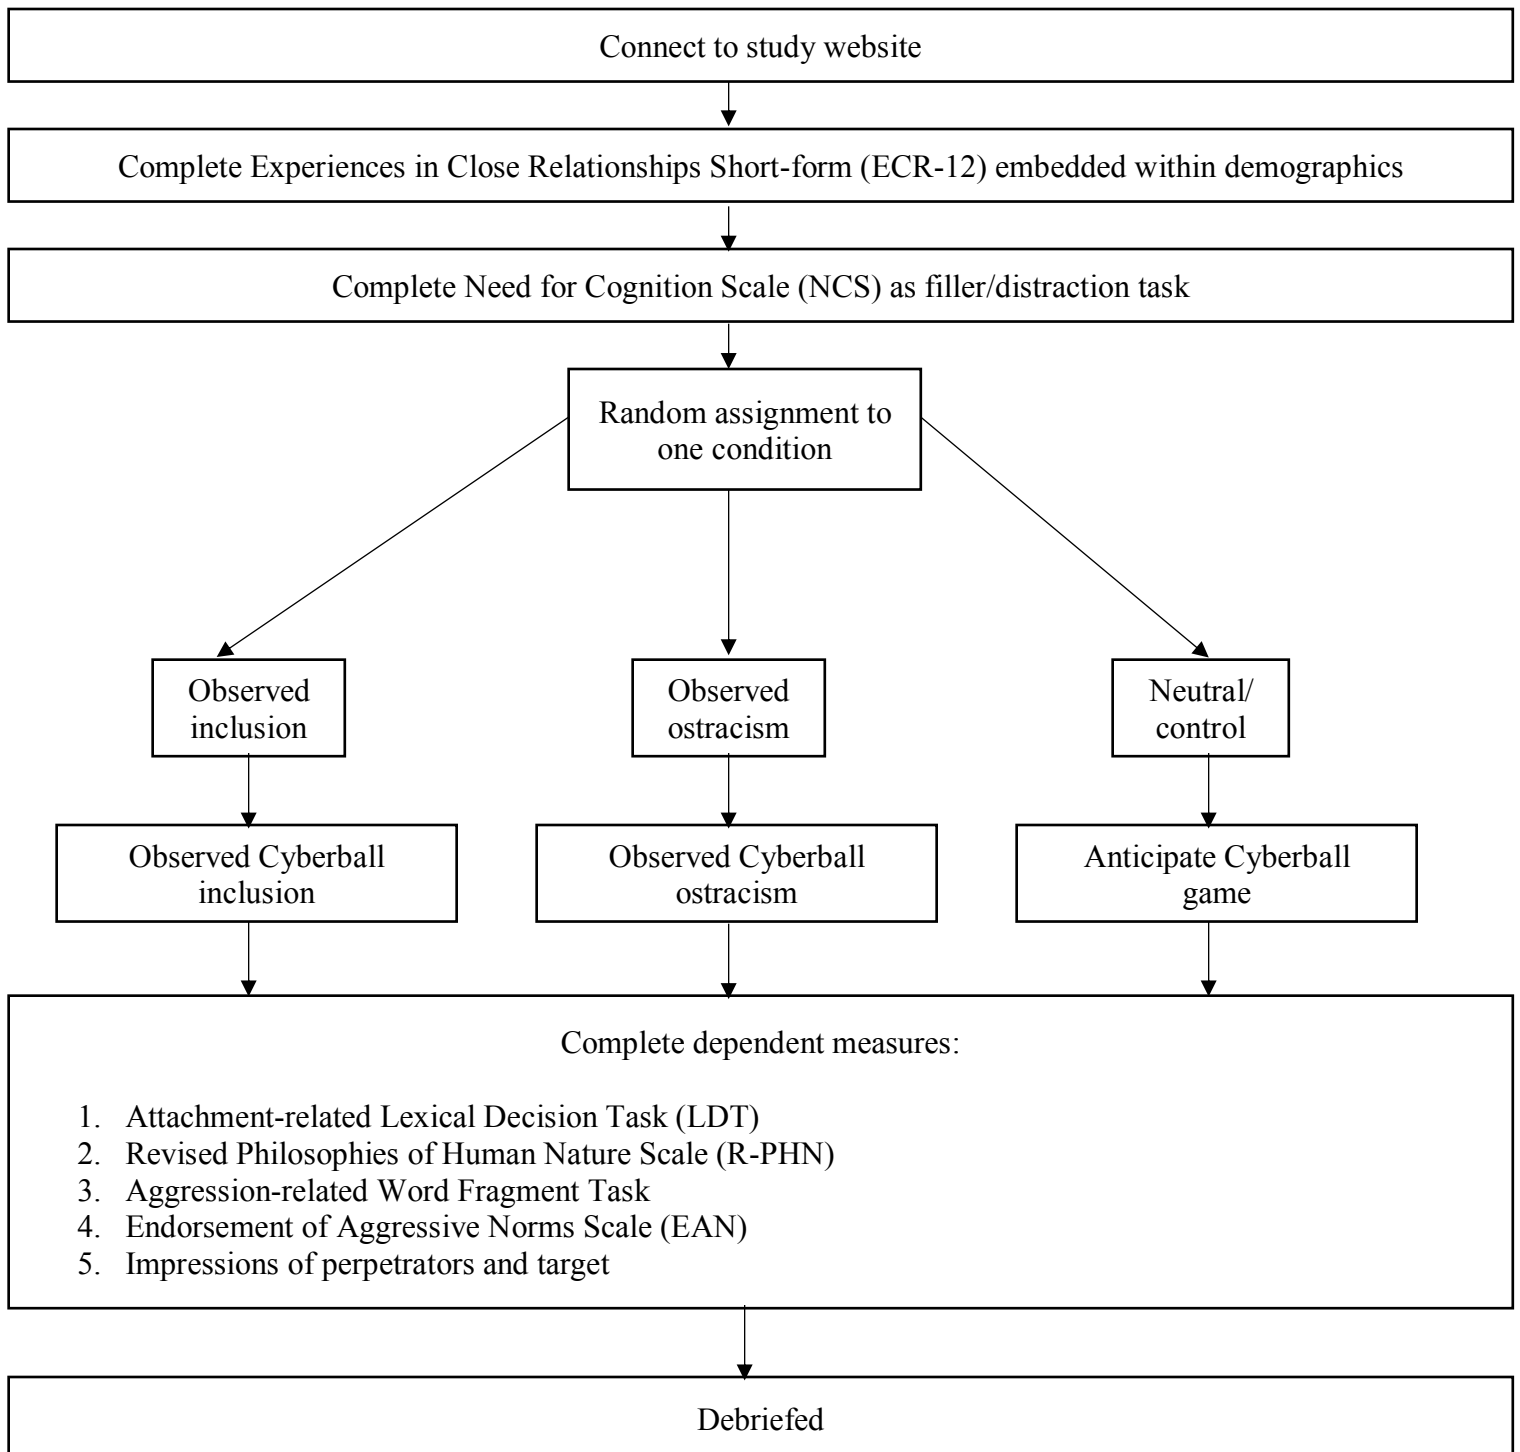 Connect to study website
Complete Experiences in Close Relationships Short-form (ECR-12) embedded within demographics
Complete Need for Cognition Scale (NCS) as filler/distraction task
Random assignment to
one condition
Observed
inclusion
Observed
ostracism
Neutral/
control
Observed Cyberball
inclusion
Observed Cyberball
ostracism
Anticipate Cyberball
game
Complete dependent measures:
1. Attachment-related Lexical Decision Task (LDT)
2. Revised Philosophies of Human Nature Scale (R-PHN)
3. Aggression-related Word Fragment Task
4. Endorsement of Aggressive Norms Scale (EAN)
5. Impressions of perpetrators and target
Debriefed